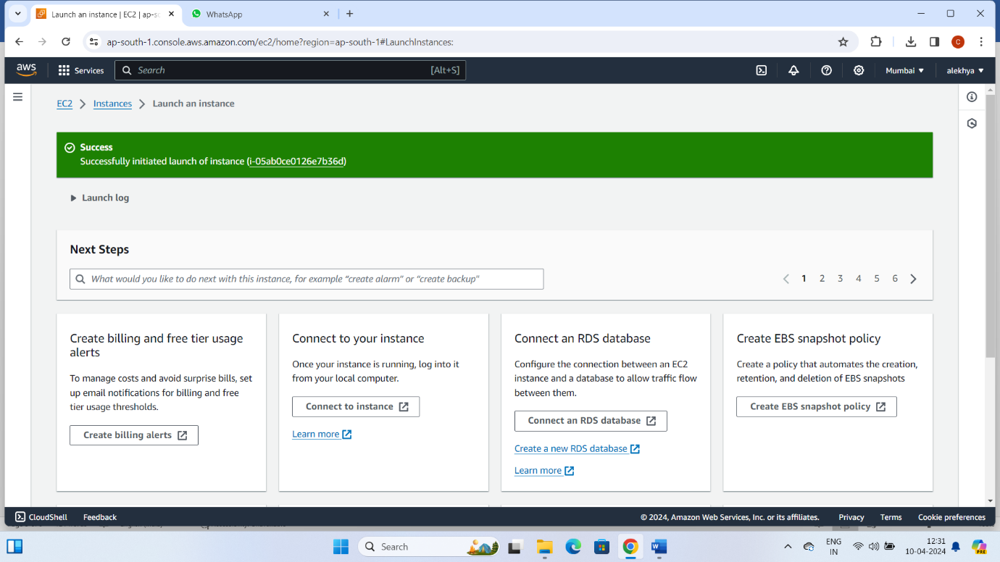 Launch an instance | EC2 | ap-sc
WhatsApp
ap-south-1.console.aws.amazon.com/ec2/home?region=ap-south-1#LaunchInstances:
C
aws
Services
Search
[Alt+S]
Mumbai
alekhya
EC2
Instances
Launch an instance
Success
Successfully initiated launch of instance (i-05ab0ce0126e7b36d)
Launch log
Next Steps
What would you like to do next with this instance, for example “create alarm” or “create backup”
1 2 3 4 5 6
Create billing and free tier usage
alerts
To manage costs and avoid surprise bills, set
up email notifications for billing and free
tier usage thresholds.
Create billing alerts
Connect to your instance
Once your instance is running, log into it
from your local computer.
Connect to instance
Learn more
Connect an RDS database
Configure the connection between an EC2
instance and a database to allow traffic flow
between them.
Connect an RDS database
Create a new RDS database
Learn more
Create EBS snapshot policy
Create a policy that automates the creation,
retention, and deletion of EBS snapshots
Create EBS snapshot policy
CloudShell
Feedback
© 2024, Amazon Web Services, Inc. or its affiliates.
Privacy
Terms
Cookie preferences
Search
ENG
IN
12:31
10-04-2024
PRE